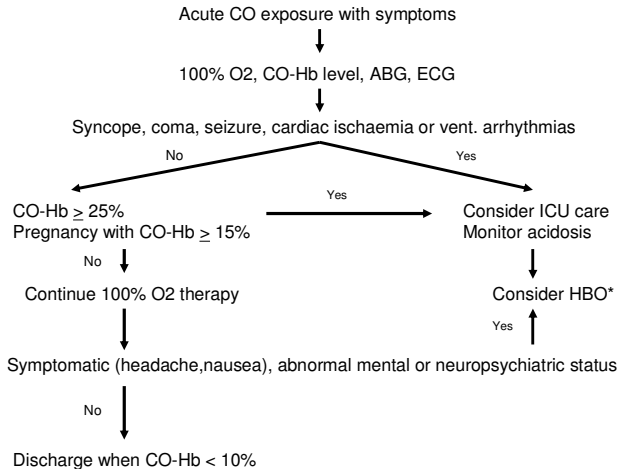 Acute CO exposure with symptoms
100% O2, CO-Hb level, ABG, ECG
Syncope, coma, seizure, cardiac ischaemia or vent. arrhythmias
No
Yes
CO-Hb ≥ 25%
Pregnancy with CO-Hb ≥ 15%
Yes
Consider ICU care
Monitor acidosis
No
Continue 100% O2 therapy
Consider HBO*
Yes
Symptomatic (headache,nausea), abnormal mental or neuropsychiatric status
No
Discharge when CO-Hb < 10%